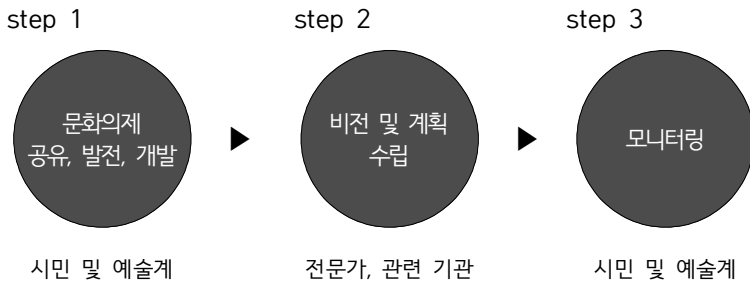 step 1
step 2
step 3
문화의제
공유, 발전, 개발
비전 및 계획
수립
모니터링
시민 및 예술계
전문가, 관련 기관
시민 및 예술계